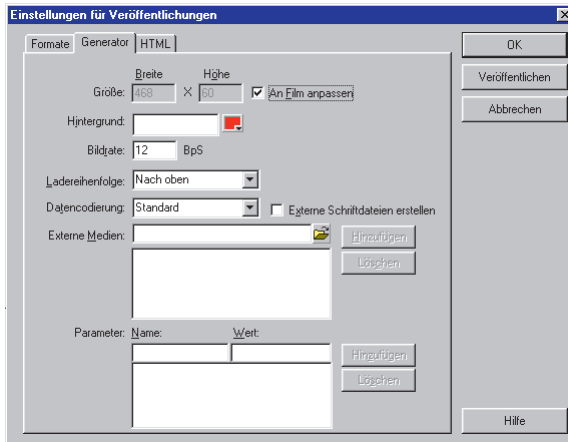 Einstellungen für Veröffentlichungen
Formate Generator HTML
OK
Veröffentlichen
Abbrechen
Breite Höhe
Größe: 468 X 60 An Film anpassen
Hintergrund:
Bildrate: 12 BpS
Ladereihenfolge: Nach oben
Datencodierung: Standard Externe Schriftdateien erstellen
Externe Medien: Hinzufügen
Löschen
Parameter: Name: Wert:
Hinzufügen
Löschen
Hilfe